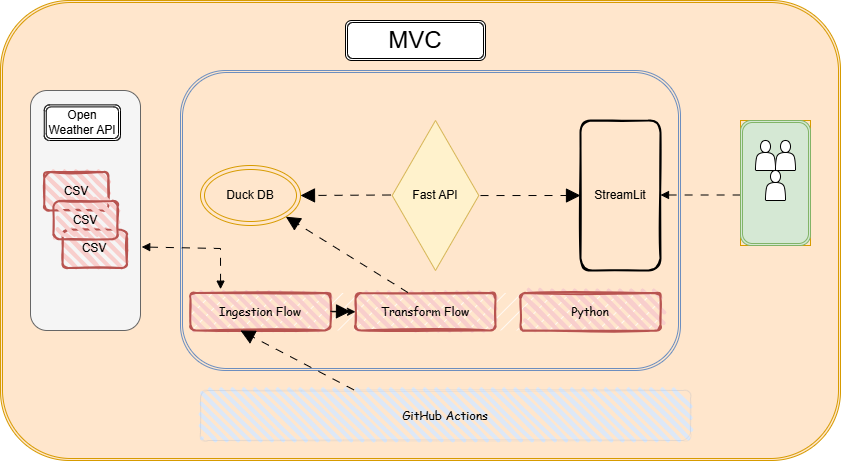 MVC
Open
Weather API
CSV
CSV
CSV
Duck DB
Fast API
StreamLit
Ingestion Flow
Transform Flow
Python
GitHub Actions